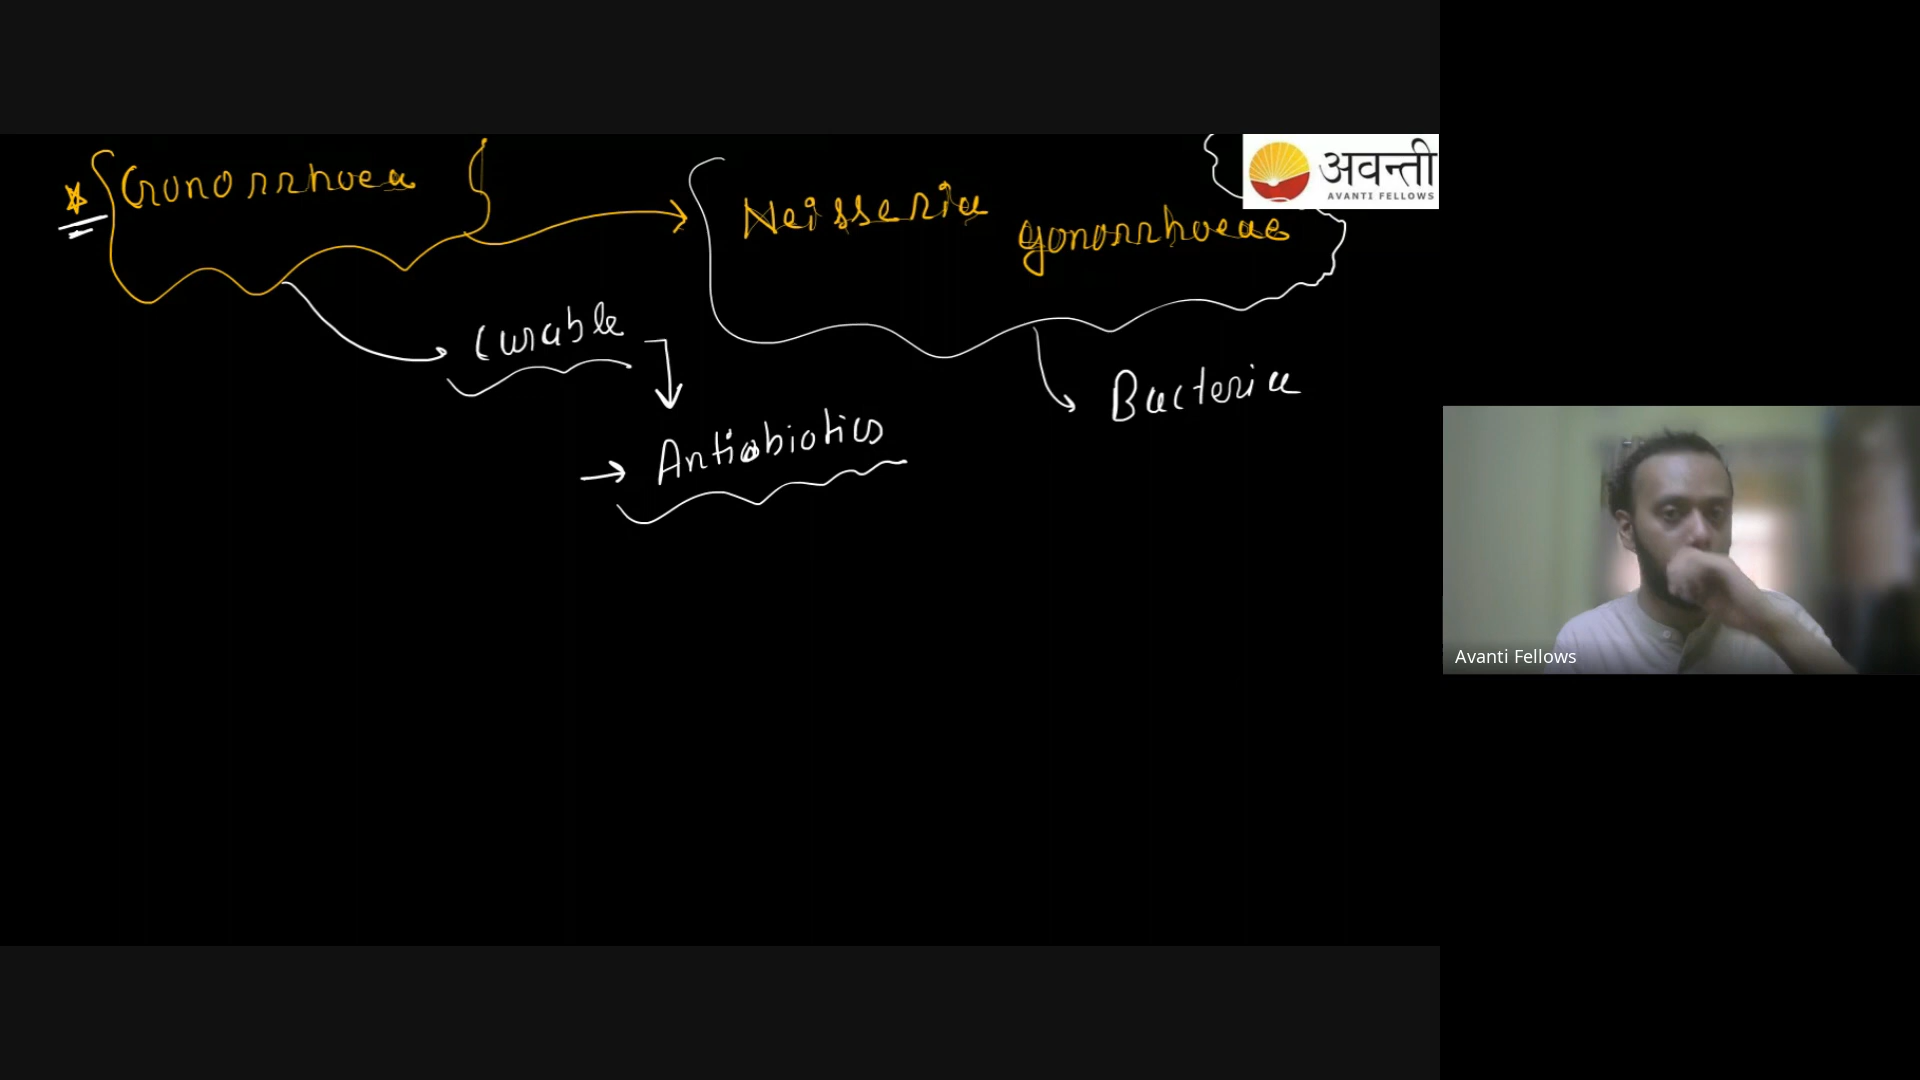 Gonorrhoea
Neisseria gonorrhoeae
अवन्ती
AVANTI FELLOWS
Curable
Bacteria
Antibiotics
Avanti Fellows